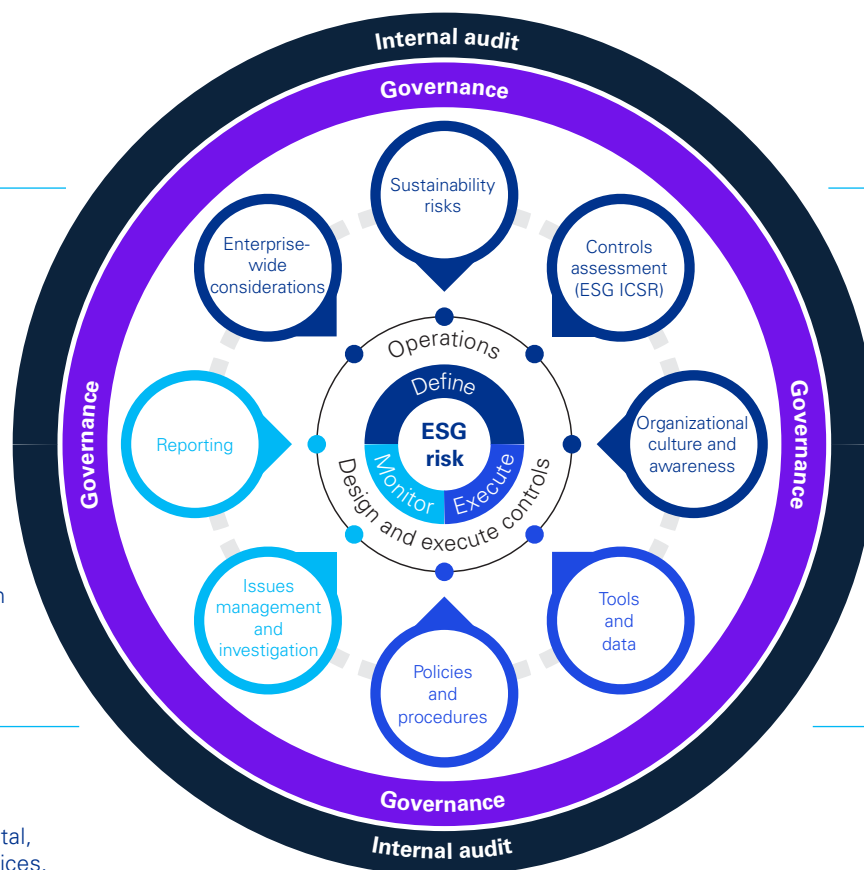 Internal audit
Governance
Sustainability
risks
Enterprise-
wide
considerations
Controls
assessment
(ESG ICSR)
Operations
Define
Governance
Reporting
ESG
risk
Organizational
culture and
awareness
Governance
Monitor
Execute
Design and execute controls
n
Issues
management
and
investigation
Tools
and
data
Policies
and
procedures
Governance
tal,
ices.
Internal audit